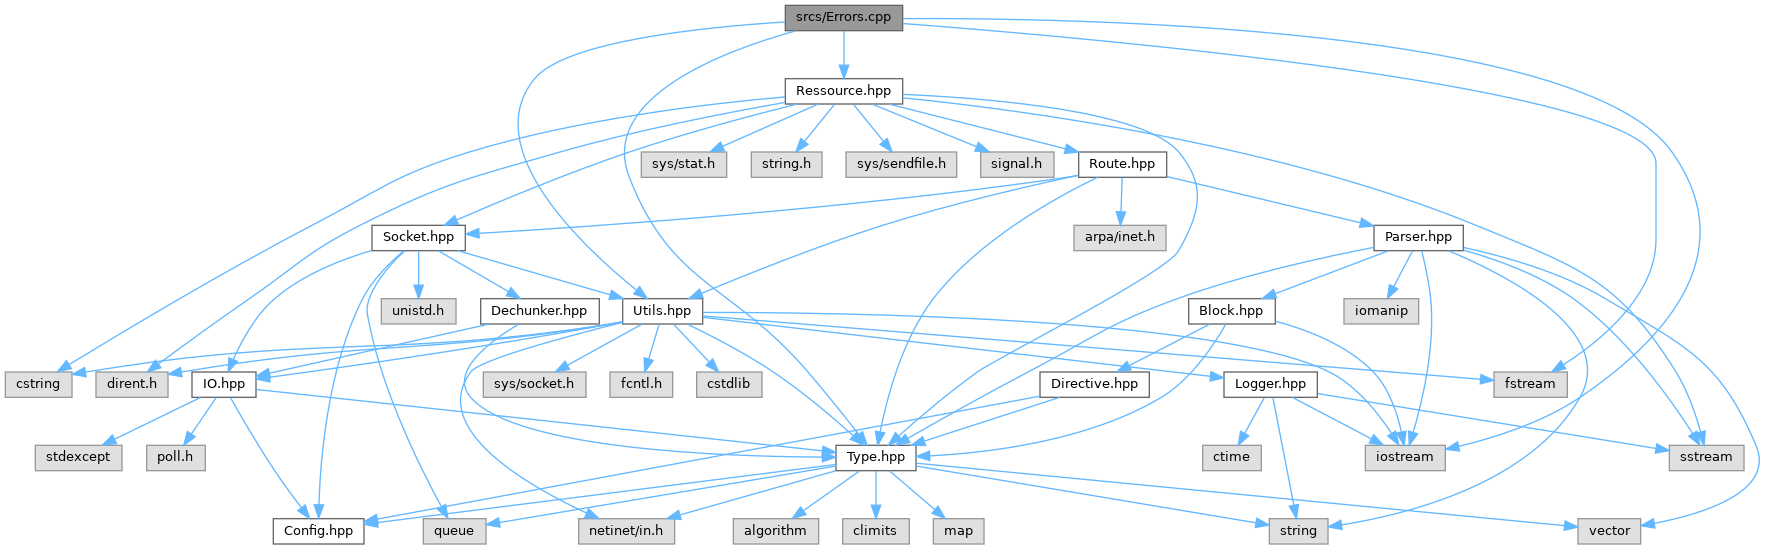 srcs/Errors.cpp
Ressource.hpp
sys/stat.h
string.h
sys/sendfile.h
signal.h
Route.hpp
Socket.hpp
arpa/inet.h
Parser.hpp
unistd.h
Dechunker.hpp
Utils.hpp
Block.hpp
iomanip
cstring
dirent.h
IO.hpp
sys/socket.h
fcntl.h
cstdlib
Directive.hpp
Logger.hpp
fstream
stdexcept
poll.h
Type.hpp
ctime
iostream
sstream
Config.hpp
queue
netinet/in.h
algorithm
climits
map
string
vector